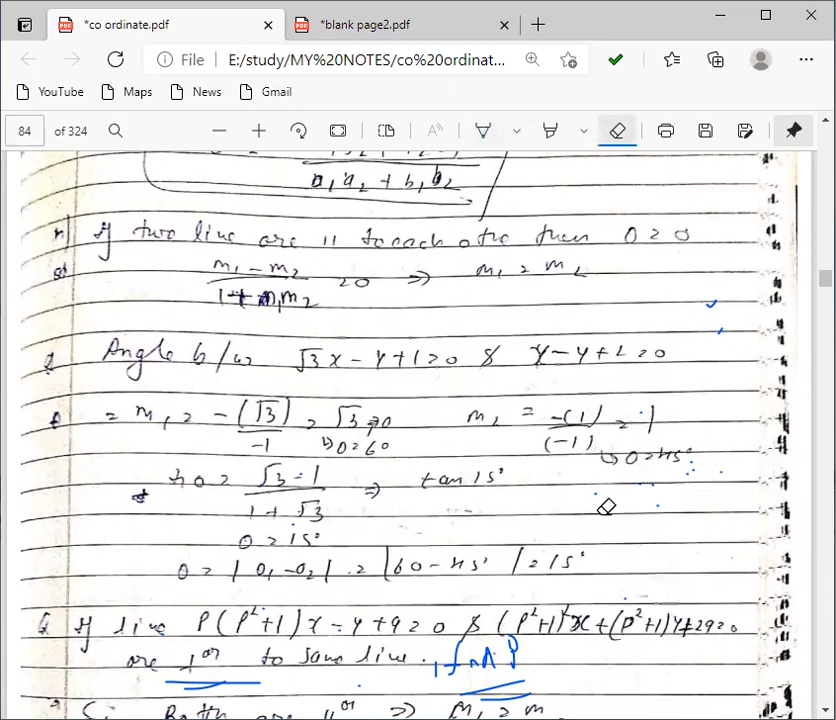 *co ordinate.pdf
*blank page2.pdf
File E:/study/MY%20NOTES/co%20ordinat...
YouTube Maps News Gmail
84 of 324
a₁a₂ + b₁b₂
If two line are || to each other then θ = 0
m₁ - m₂ / 1 + m₁m₂ = 0 ⇒ m₁ = m₂
Angle b/w √3x - y + 1 = 0 & x - y + 1 = 0
= m₁ = -(√3) / -1 = √3 m₂ = -(1) / (-1) = 1
↳ θ = 60 ↳ θ = 45°
√3 - 1 / 1 + √3 ⇒ tan 15°
θ = 15°
θ = |θ₁ - θ₂| = |60 - 45°| = 15°
Q If line P(P²+1)x - y + q = 0 & (P²+1)²x + (P²+1)y + 2q = 0
are ⊥ar to same line. find P
Both are ||ar ⇒ m₁ = m